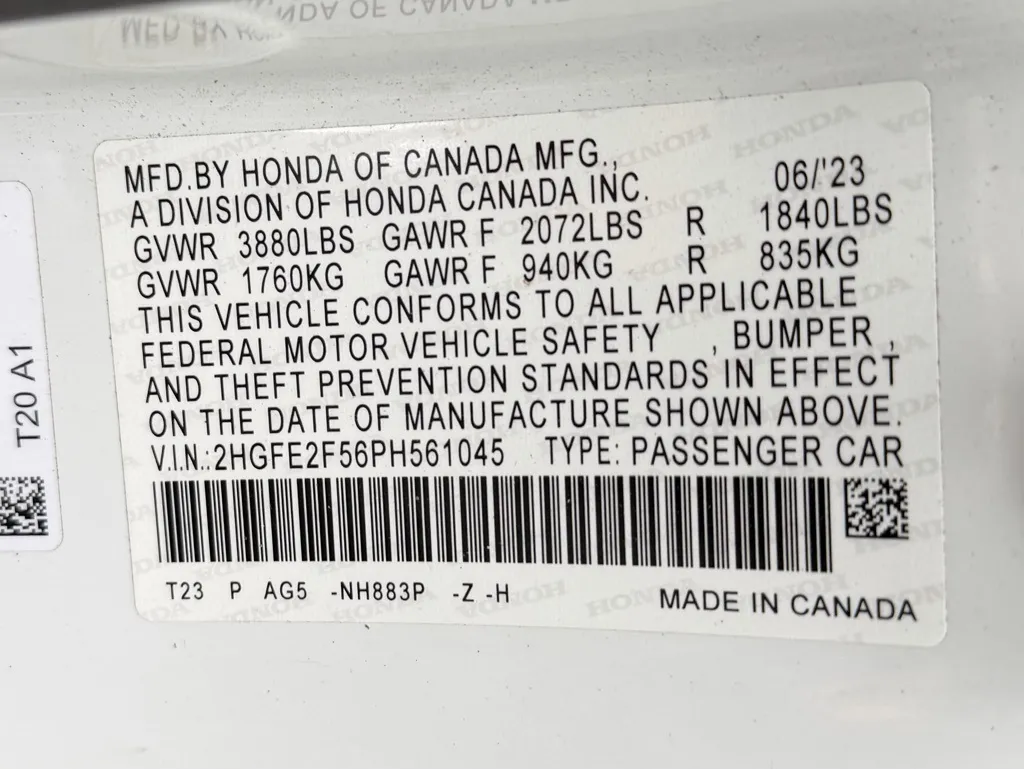 MFD.BY HONDA OF CANADA MFG.,
A DIVISION OF HONDA CANADA INC. 06/'23
GVWR 3880LBS GAWR F 2072LBS R 1840LBS
GVWR 1760KG GAWR F 940KG R 835KG
THIS VEHICLE CONFORMS TO ALL APPLICABLE
FEDERAL MOTOR VEHICLE SAFETY , BUMPER ,
AND THEFT PREVENTION STANDARDS IN EFFECT
ON THE DATE OF MANUFACTURE SHOWN ABOVE.
V.I.N.:2HGFE2F56PH561045 TYPE: PASSENGER CAR
T23 P AG5 -NH883P -Z -H
MADE IN CANADA
T20 A1